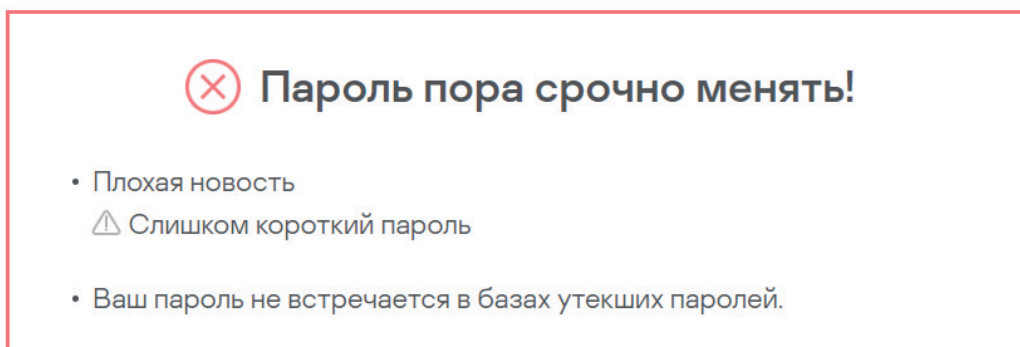 Пароль пора срочно менять!
• Плохая новость
Слишком короткий пароль
• Ваш пароль не встречается в базах утекших паролей.